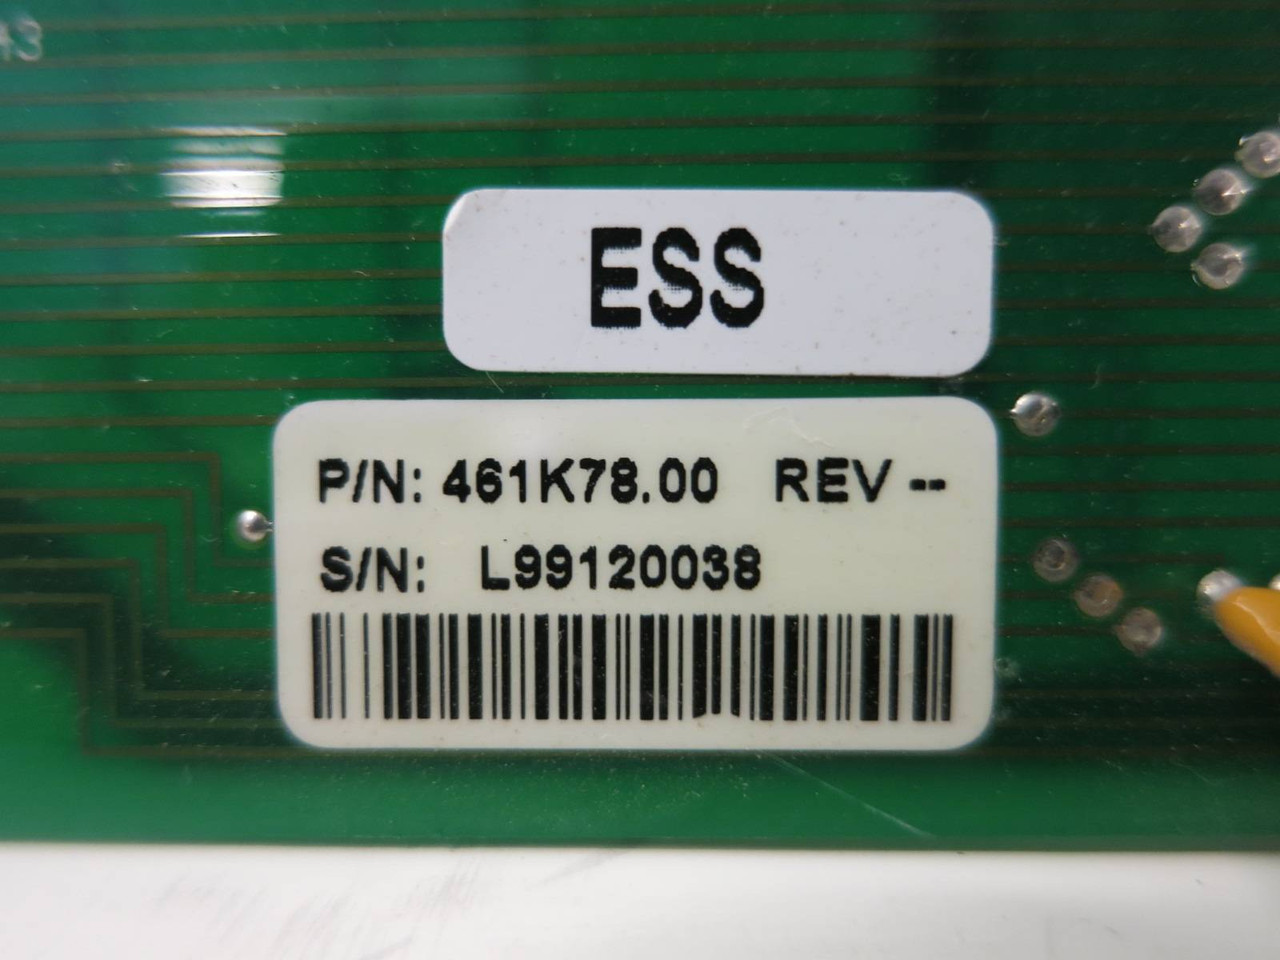 ESS
P/N: 461K78.00 REV --
S/N: L99120038